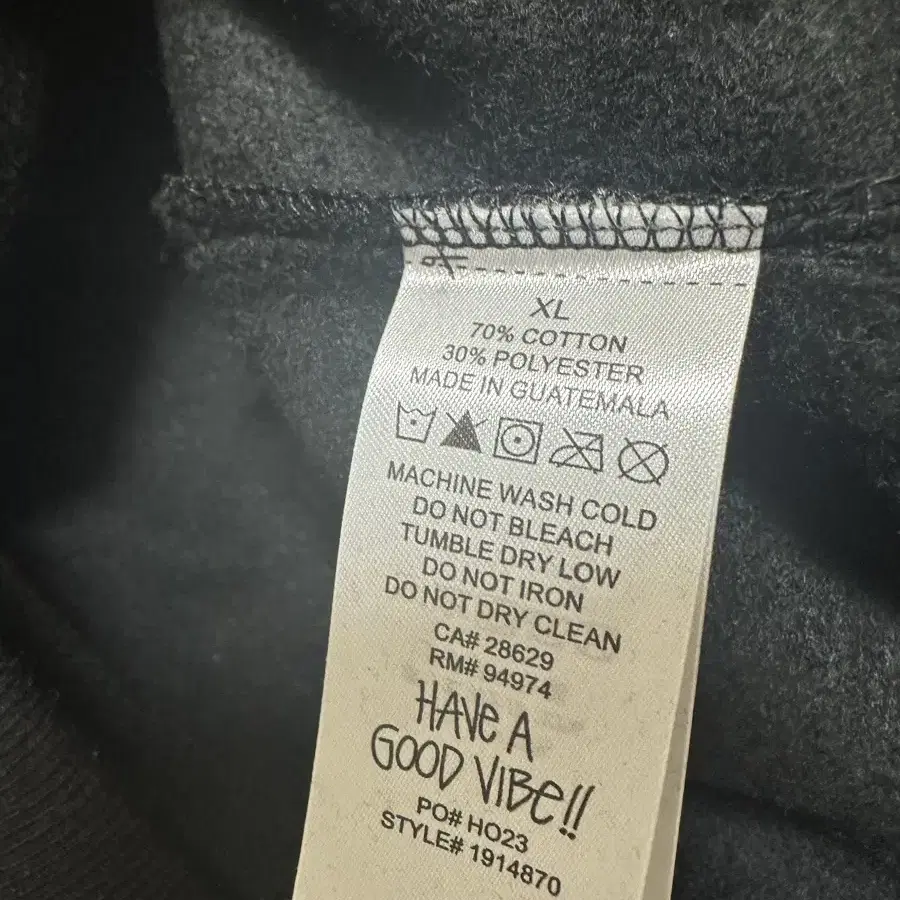 XL
70% COTTON
30% POLYESTER
MADE IN GUATEMALA
MACHINE WASH COLD
DO NOT BLEACH
TUMBLE DRY LOW
DO NOT IRON
DO NOT DRY CLEAN
CA# 28629
RM# 94974
HAVE A
GOOD VIBE!!
PO# HO23
STYLE# 1914870